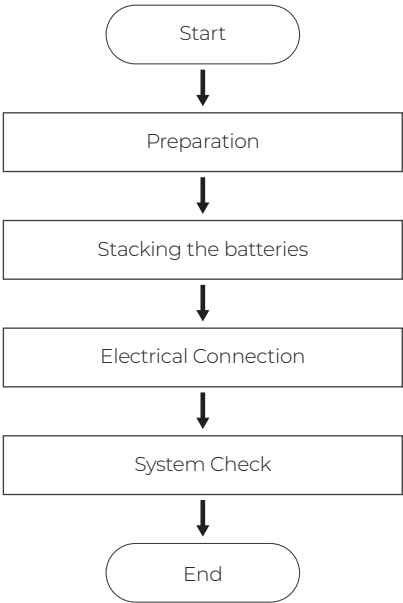 Start
Preparation
Stacking the batteries
Electrical Connection
System Check
End